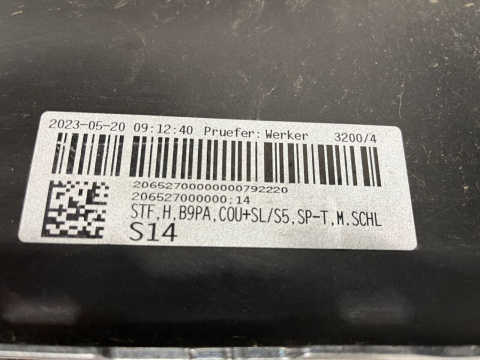 2023-05-20 09:12:40 Pruefer: Werker 3200/4
20652700000000792220
206527000000;14
STF,H,B9PA,COU+SL/S5,SP-T,M.SCHL
S14